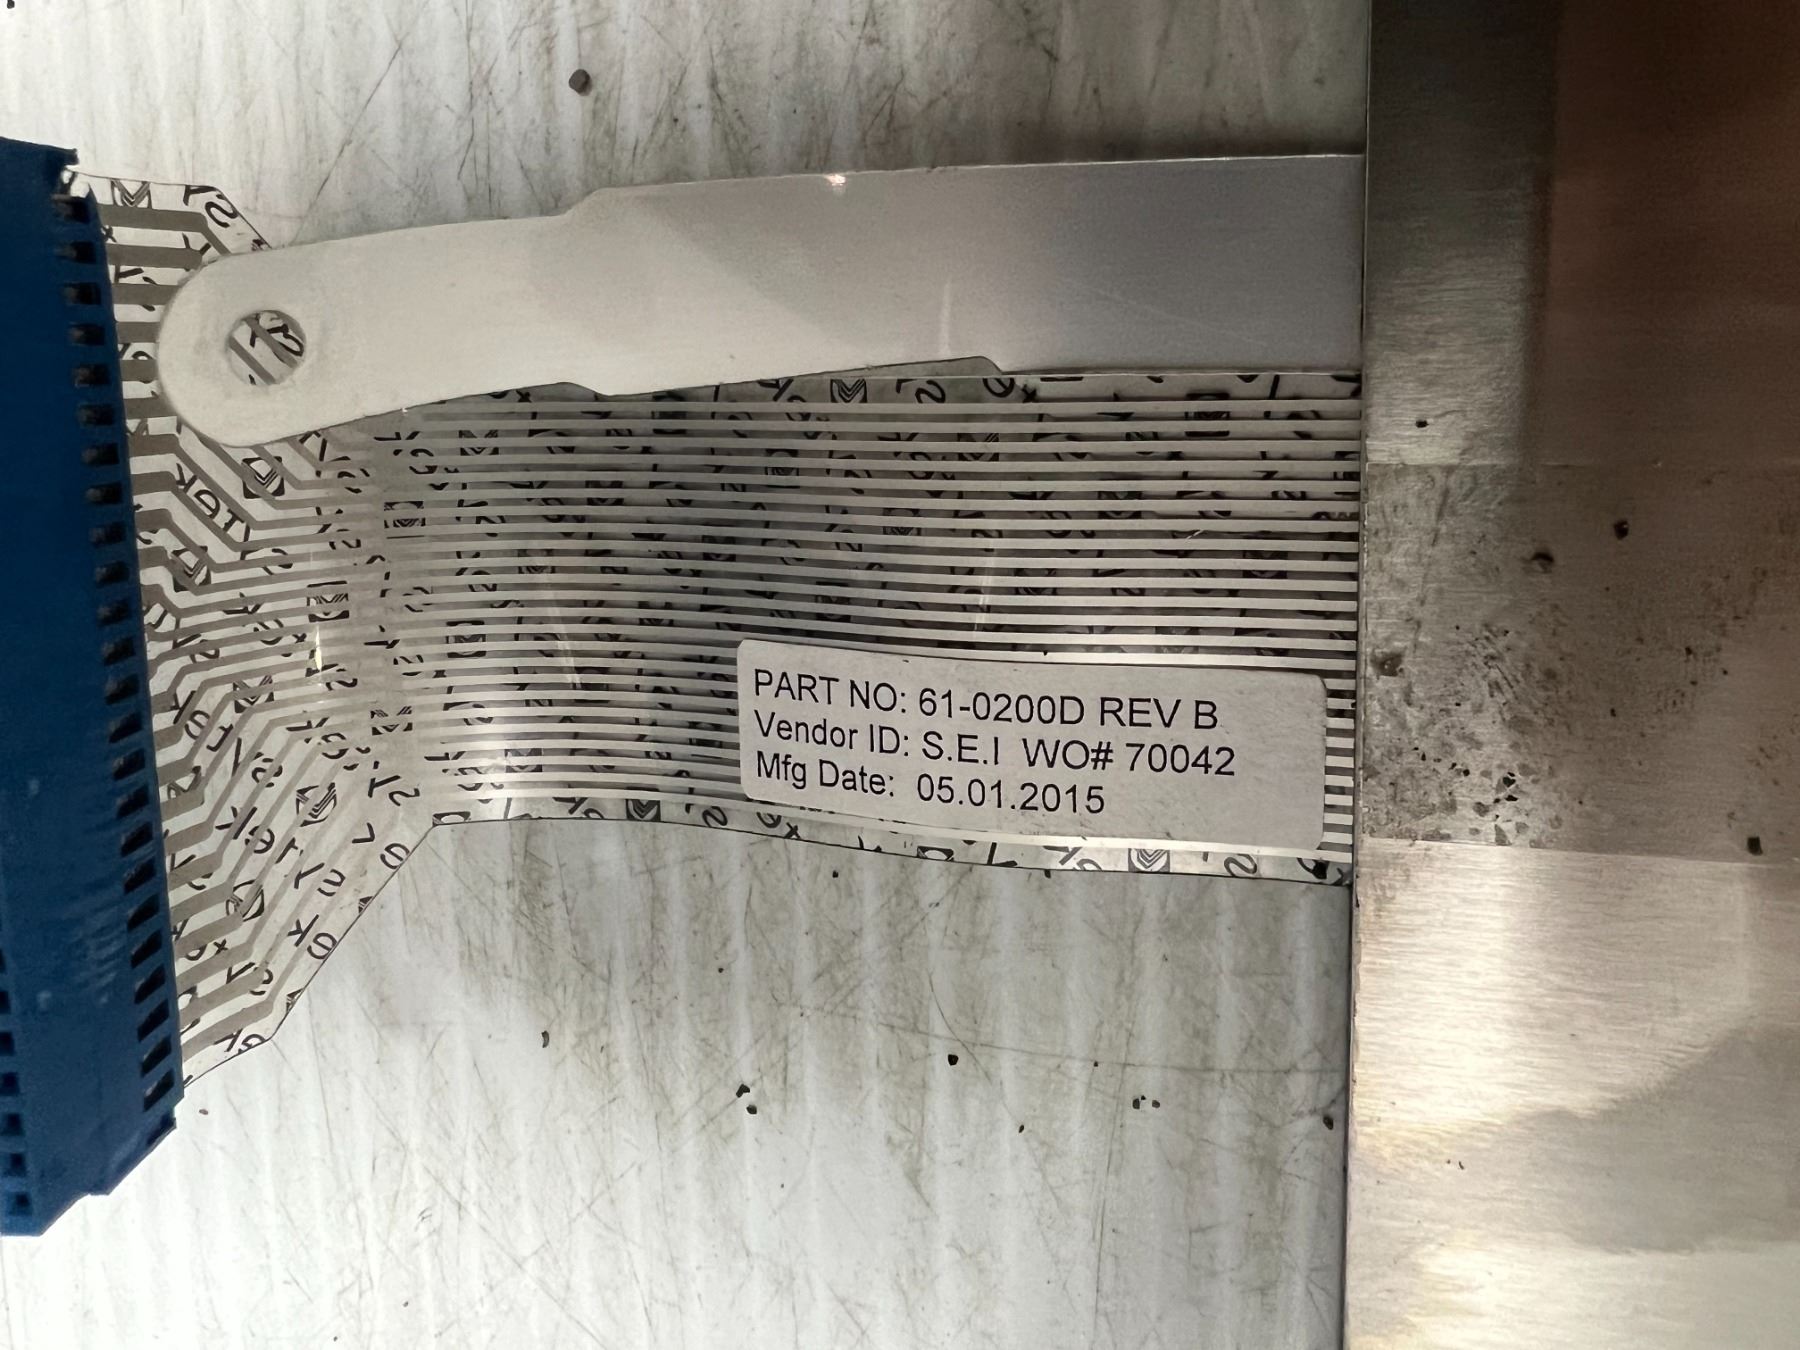 PART NO: 61-0200D REV B
Vendor ID: S.E.I WO# 70042
Mfg Date: 05.01.2015